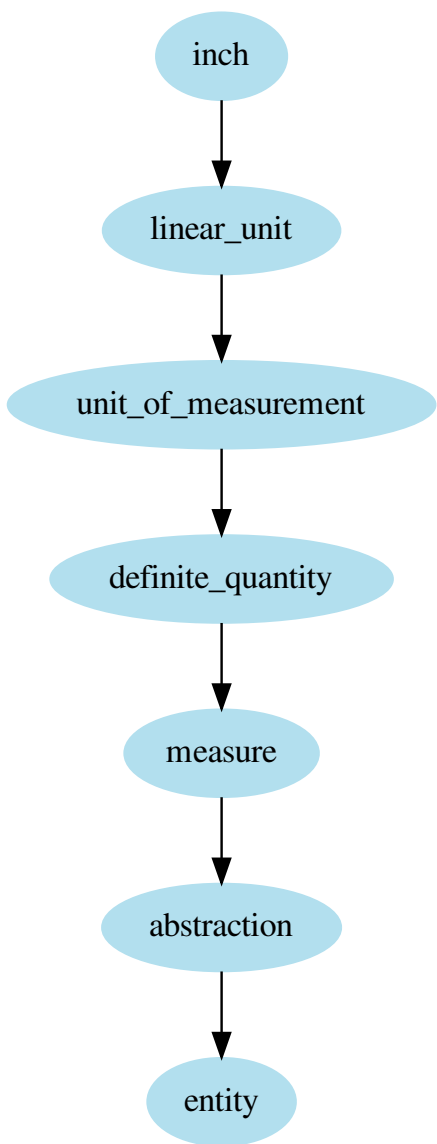 inch
linear_unit
unit_of_measurement
definite_quantity
measure
abstraction
entity